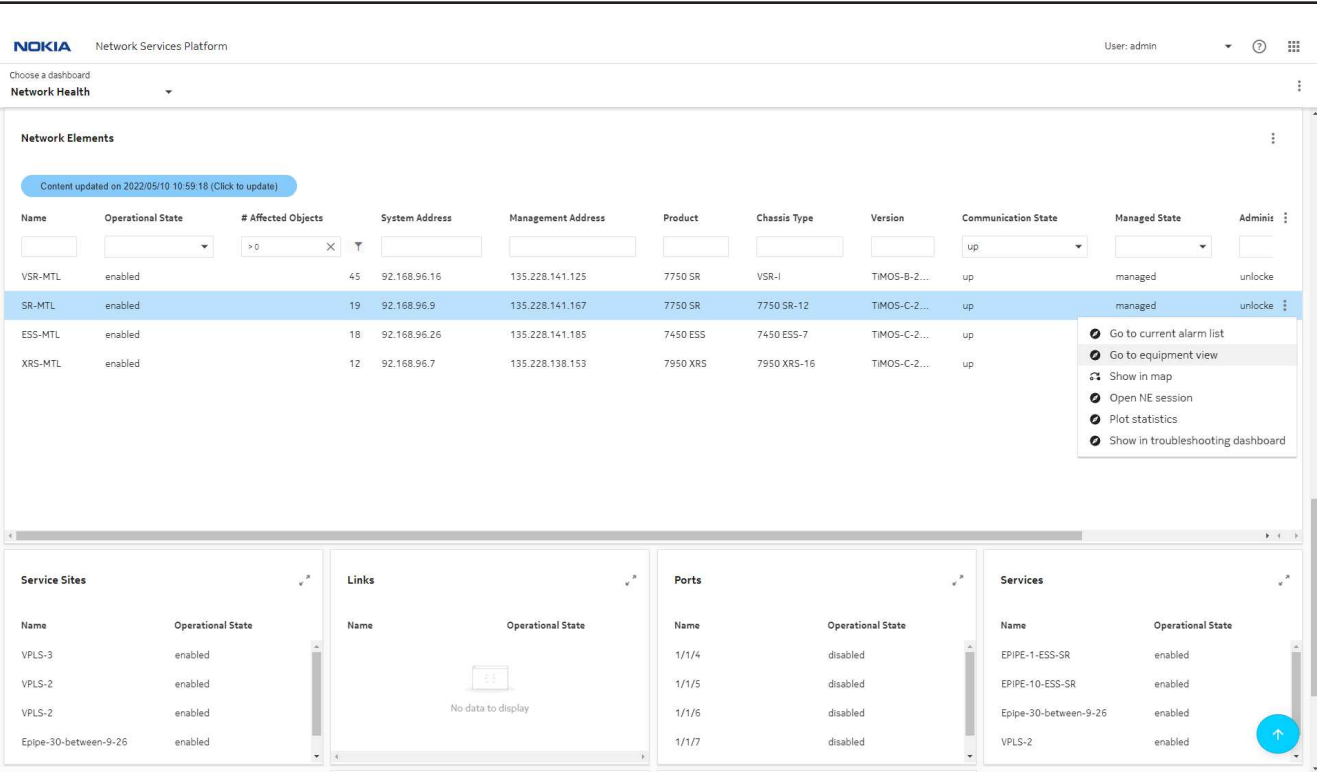 NOKIA Network Services Platform User: admin
Choose a dashboard
Network Health
Network Elements
Content updated on 2022/05/10 10:59:18 (Click to update)
Name Operational State # Affected Objects System Address Management Address Product Chassis Type Version Communication State Managed State Adminis
> 0 up
VSR-MTL enabled 45 92.168.96.16 135.228.141.125 7750 SR VSR-I TiMOS-B-2... up managed unlocke
SR-MTL enabled 19 92.168.96.9 135.228.141.167 7750 SR 7750 SR-12 TiMOS-C-2... up managed unlocke
ESS-MTL enabled 18 92.168.96.26 135.228.141.185 7450 ESS 7450 ESS-7 TiMOS-C-2... up
XRS-MTL enabled 12 92.168.96.7 135.228.138.153 7950 XRS 7950 XRS-16 TiMOS-C-2... up
Go to current alarm list
Go to equipment view
Show in map
Open NE session
Plot statistics
Show in troubleshooting dashboard
Service Sites
Name Operational State
VPLS-3 enabled
VPLS-2 enabled
VPLS-2 enabled
Epipe-30-between-9-26 enabled
Links
Name Operational State
No data to display
Ports
Name Operational State
1/1/4 disabled
1/1/5 disabled
1/1/6 disabled
1/1/7 disabled
Services
Name Operational State
EPIPE-1-ESS-SR enabled
EPIPE-10-ESS-SR enabled
Epipe-30-between-9-26 enabled
VPLS-2 enabled